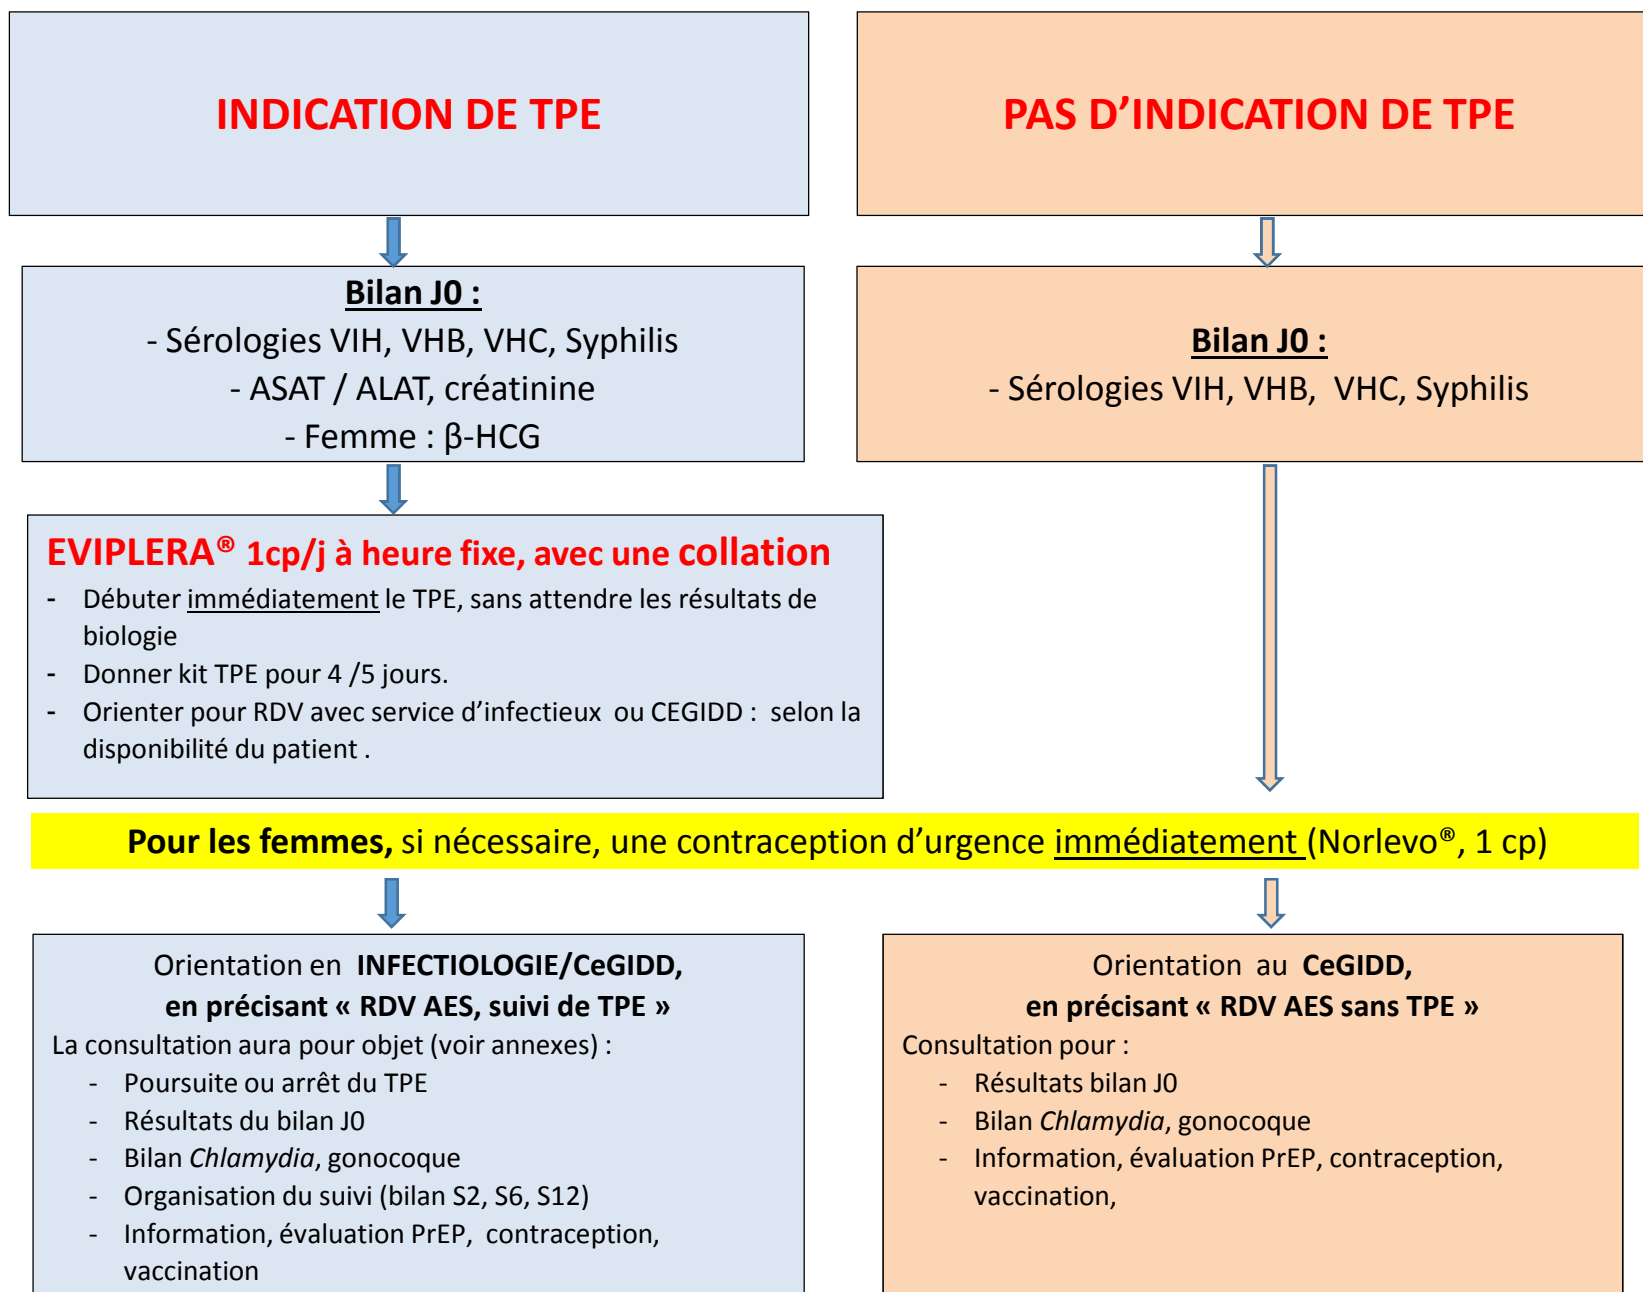 INDICATION DE TPE
PAS D’INDICATION DE TPE
Bilan J0 :
- Sérologies VIH, VHB, VHC, Syphilis
- ASAT / ALAT, créatinine
- Femme : β-HCG
Bilan J0 :
- Sérologies VIH, VHB, VHC, Syphilis
EVIPLERA® 1cp/j à heure fixe, avec une collation
- Débuter immédiatement le TPE, sans attendre les résultats de
biologie
- Donner kit TPE pour 4 /5 jours.
- Orienter pour RDV avec service d’infectieux ou CEGIDD : selon la
disponibilité du patient .
Pour les femmes, si nécessaire, une contraception d’urgence immédiatement (Norlevo®, 1 cp)
Orientation en INFECTIOLOGIE/CeGIDD,
en précisant « RDV AES, suivi de TPE »
La consultation aura pour objet (voir annexes) :
- Poursuite ou arrêt du TPE
- Résultats du bilan J0
- Bilan Chlamydia, gonocoque
- Organisation du suivi (bilan S2, S6, S12)
- Information, évaluation PrEP, contraception,
vaccination
Orientation au CeGIDD,
en précisant « RDV AES sans TPE »
Consultation pour :
- Résultats bilan J0
- Bilan Chlamydia, gonocoque
- Information, évaluation PrEP, contraception,
vaccination,